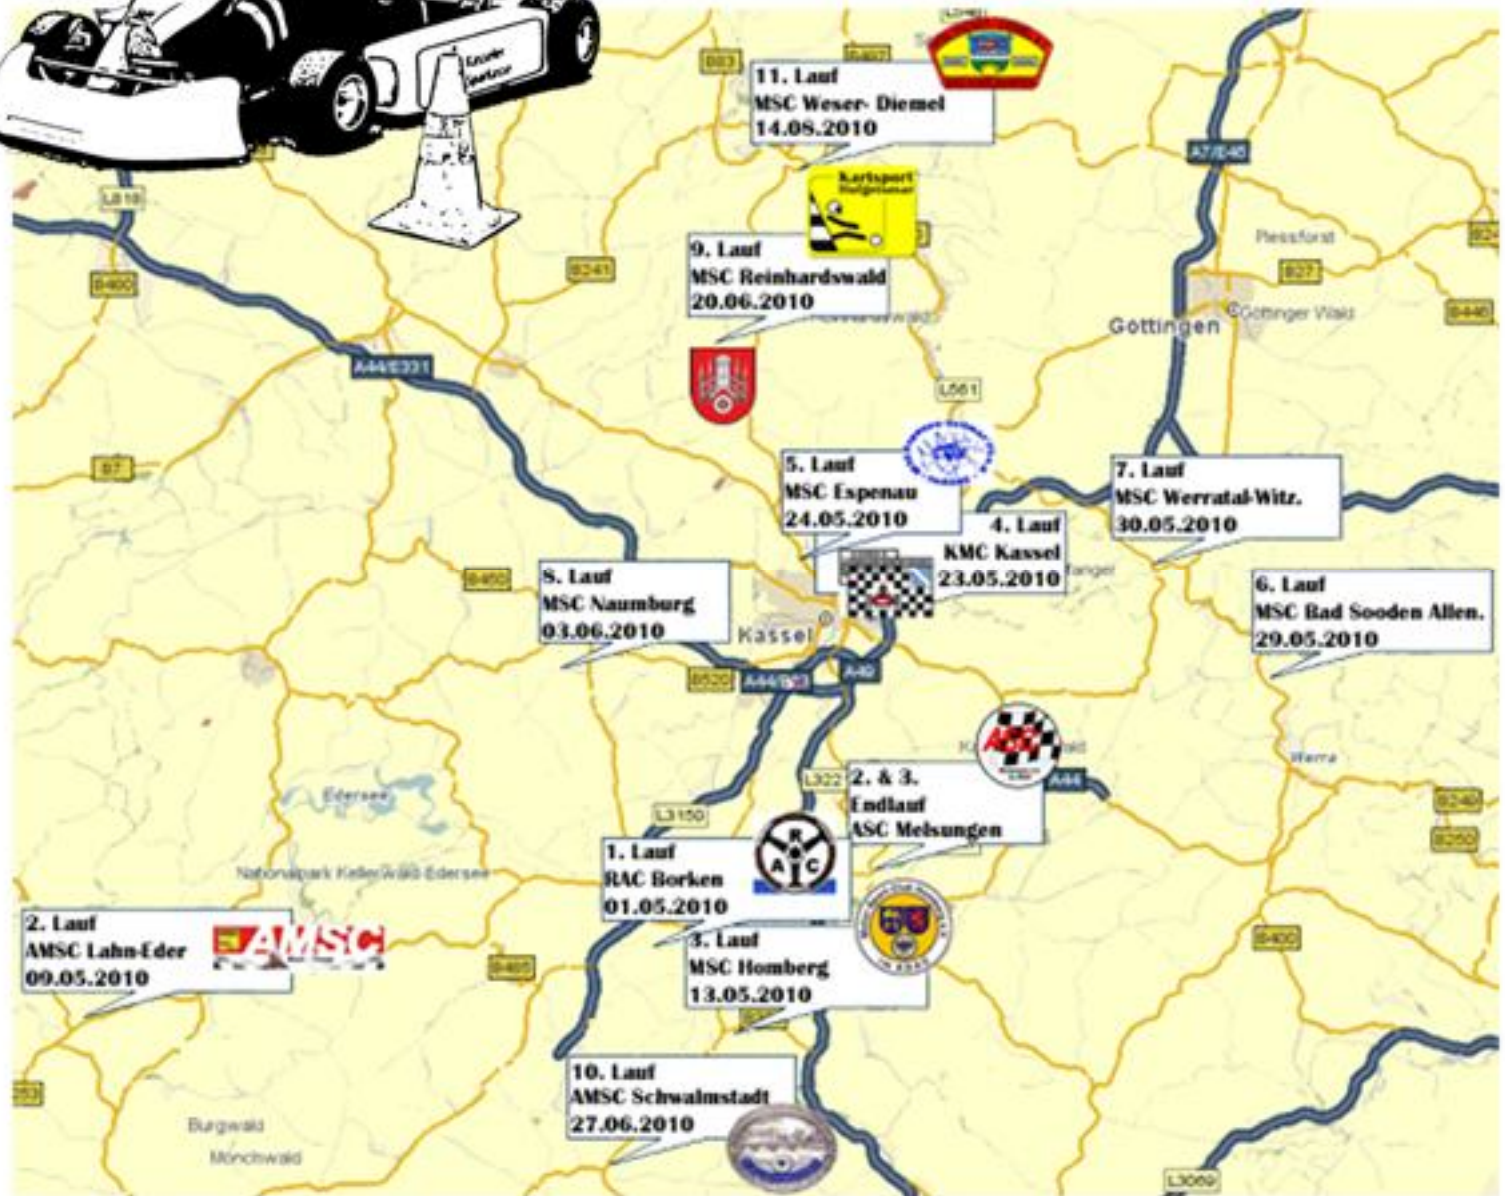 B83
11. Lauf
MSC Weser- Diemel
14.08.2010
A7/E45
L818
Kartsport
Hofgeismar
Plessforst
B27
B241
B480
9. Lauf
MSC Reinhardswald
20.06.2010
Göttingen
Göttinger Wald
B446
A44/E331
L561
B7
5. Lauf
MSC Espenau
24.05.2010
7. Lauf
MSC Werratal-Witz.
30.05.2010
4. Lauf
KMC Kassel
23.05.2010
B450
8. Lauf
MSC Naumburg
03.06.2010
6. Lauf
MSC Bad Sooden Allen.
29.05.2010
Kassel
B520
A49
ASC
Werra
A44
Edersee
L322
2. & 3.
Endlauf
ASC Melsungen
B249
B250
L3150
1. Lauf
RAC Borken
01.05.2010
R
A C
Nationalpark Kellerwald-Edersee
2. Lauf
AMSC Lahn-Eder
09.05.2010
AMSC
3. Lauf
MSC Homberg
13.05.2010
B400
B485
10. Lauf
AMSC Schwalmstadt
27.06.2010
Burgwald
Mönchwald
L3069